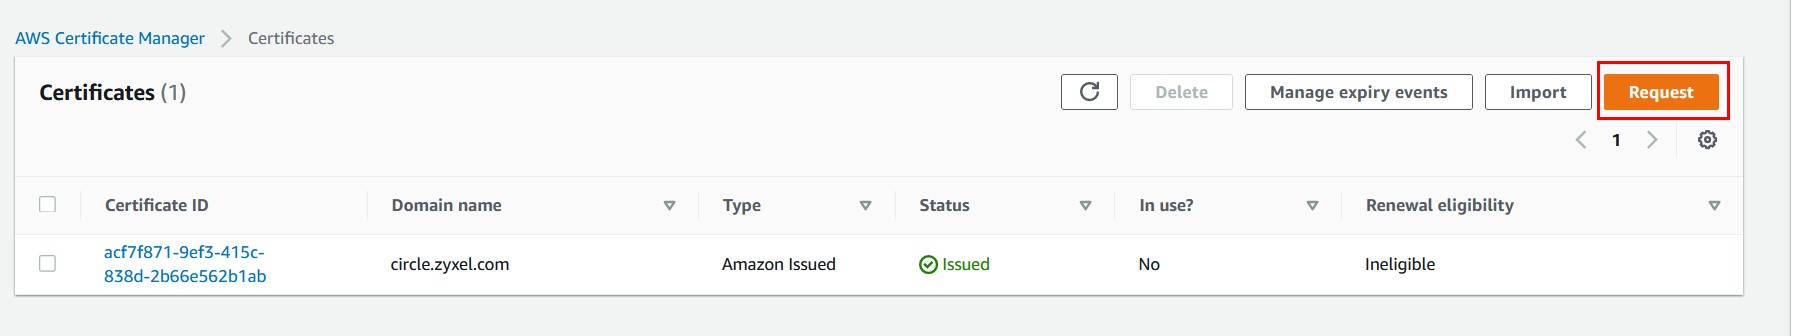 AWS Certificate Manager > Certificates
Certificates (1)
Delete
Manage expiry events
Import
Request
1
Certificate ID
Domain name
Type
Status
In use?
Renewal eligibility
acf7f871-9ef3-415c-
838d-2b66e562b1ab
circle.zyxel.com
Amazon Issued
Issued
No
Ineligible